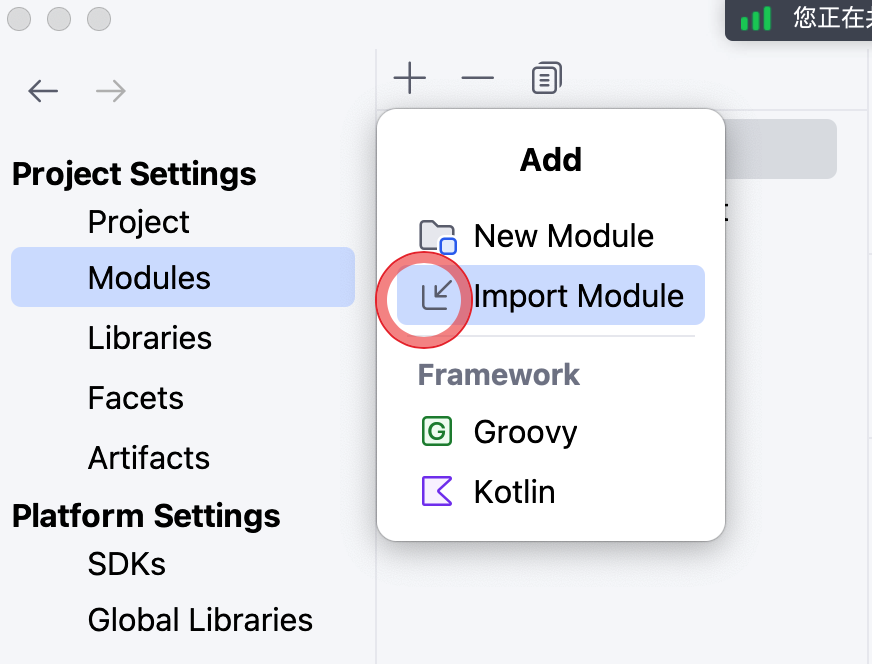 您正在
Project Settings
Project
Modules
Libraries
Facets
Artifacts
Platform Settings
SDKs
Global Libraries
Add
New Module
Import Module
Framework
G Groovy
Kotlin